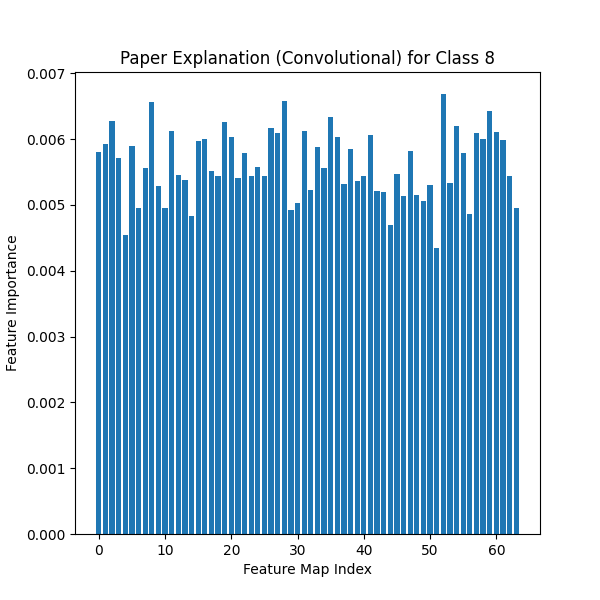 Paper Explanation (Convolutional) for Class 8
0.007
0.006
0.005
0.004
0.003
0.002
0.001
0.000
Feature Importance
0 10 20 30 40 50 60
Feature Map Index